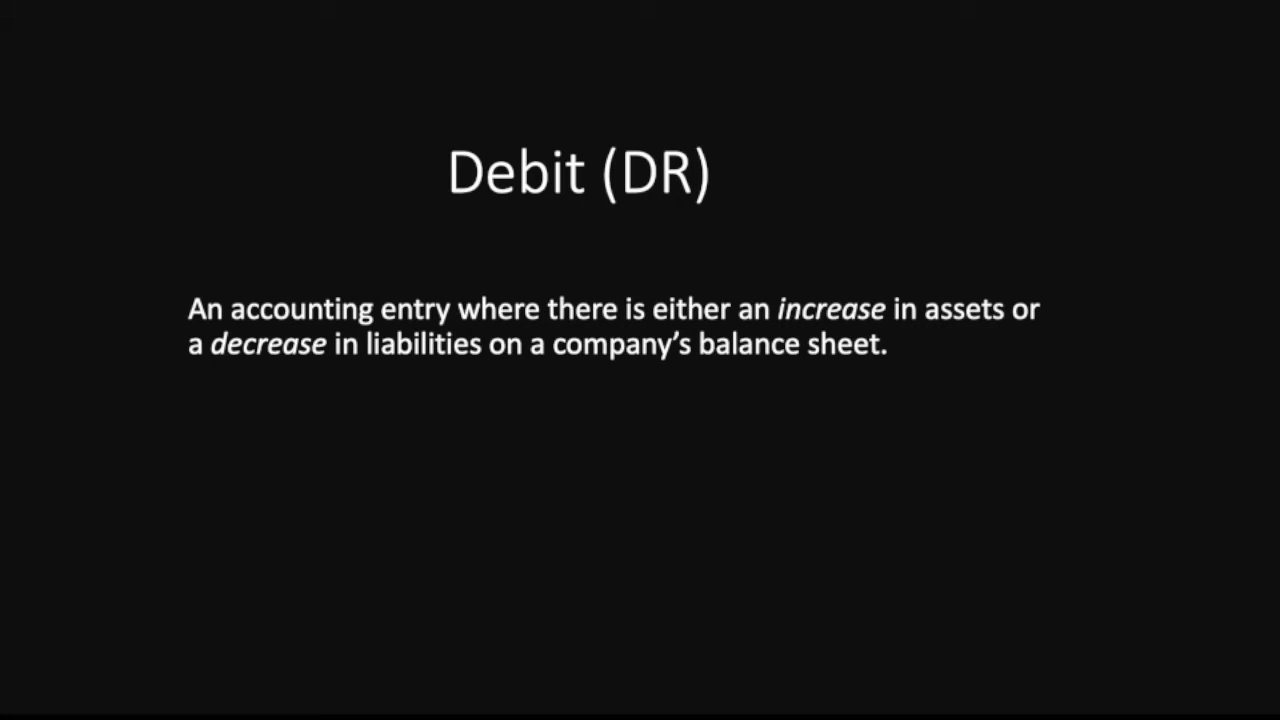 Debit (DR)
An accounting entry where there is either an increase in assets or
a decrease in liabilities on a company’s balance sheet.